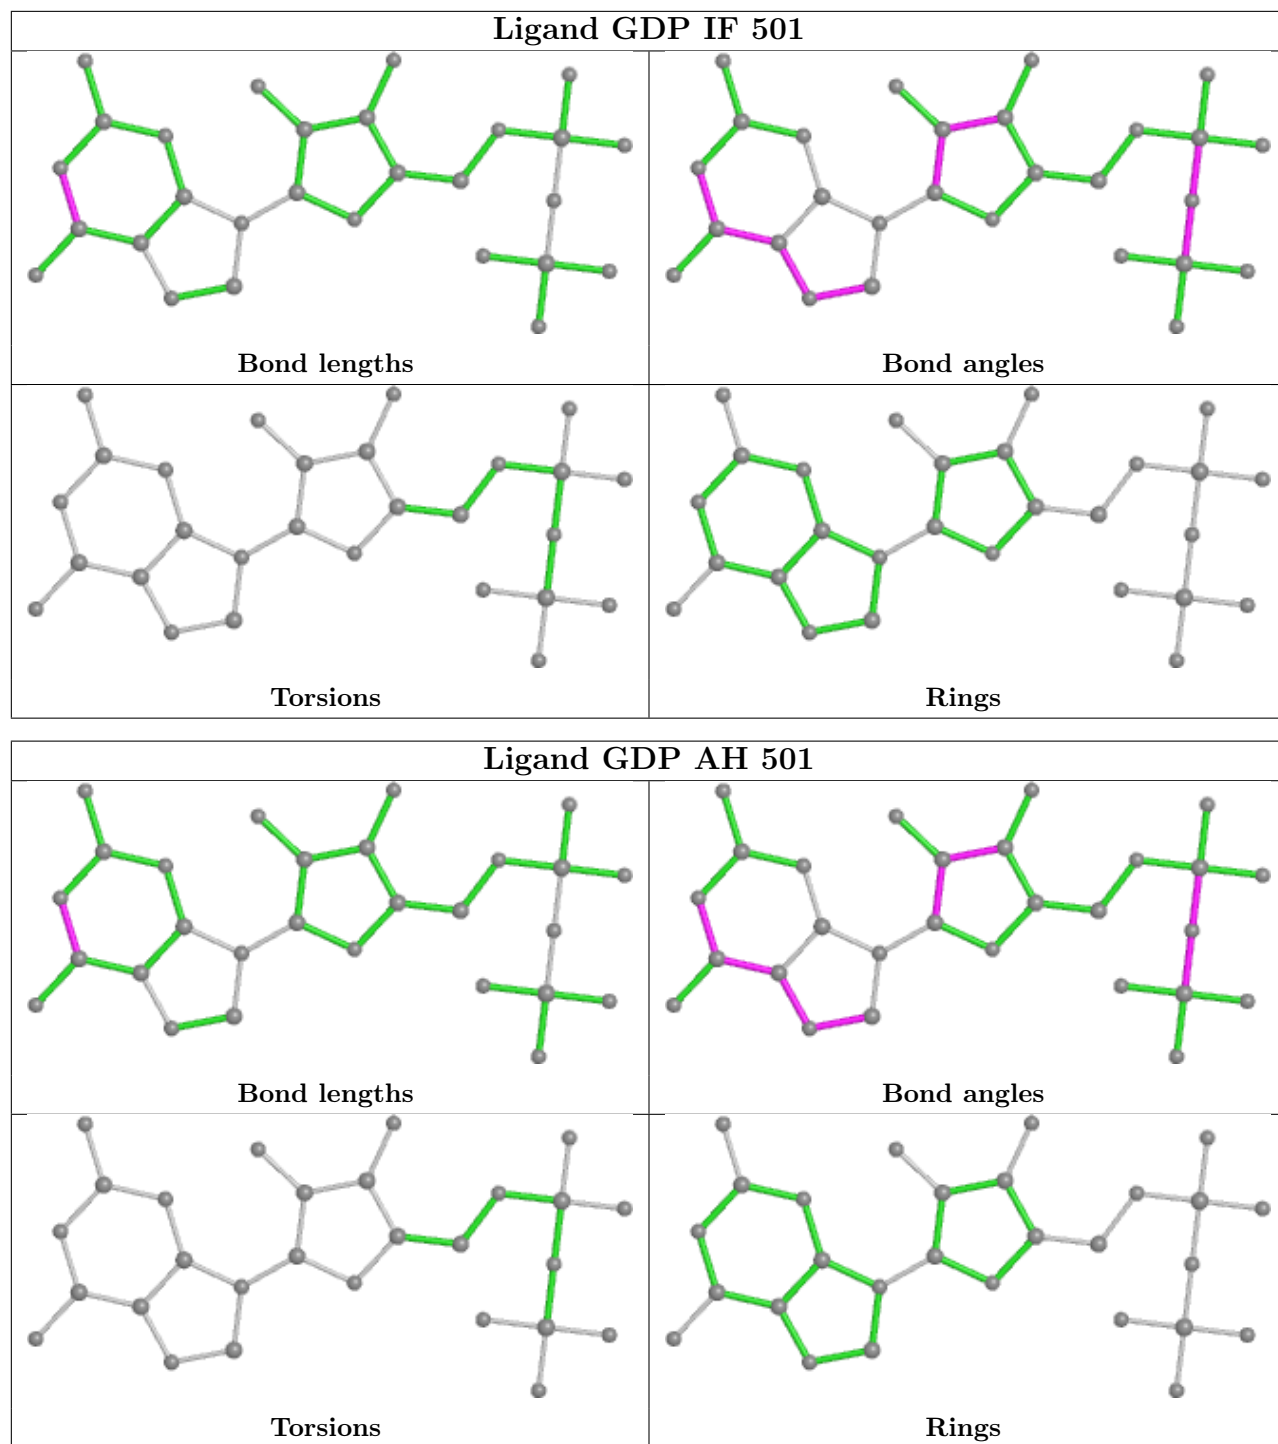 Ligand GDP IF 501
Bond lengths
Bond angles
Torsions
Rings
Ligand GDP AH 501
Bond lengths
Bond angles
Torsions
Rings